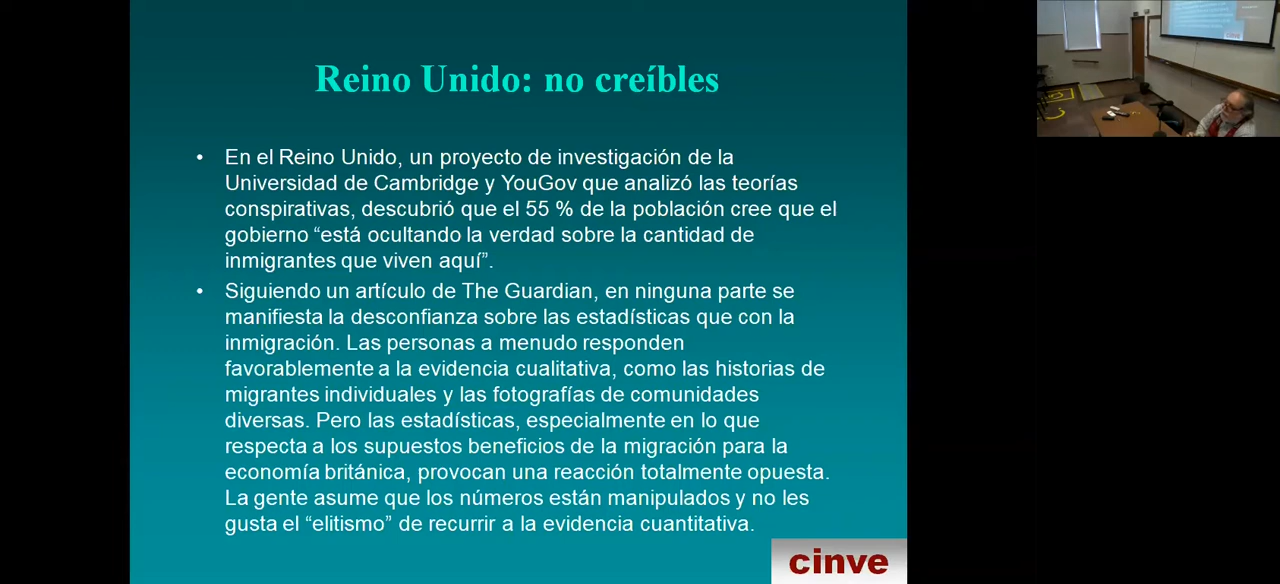 Reino Unido: no creíbles
• En el Reino Unido, un proyecto de investigación de la
Universidad de Cambridge y YouGov que analizó las teorías
conspirativas, descubrió que el 55 % de la población cree que el
gobierno “está ocultando la verdad sobre la cantidad de
inmigrantes que viven aquí”.
• Siguiendo un artículo de The Guardian, en ninguna parte se
manifiesta la desconfianza sobre las estadísticas que con la
inmigración. Las personas a menudo responden
favorablemente a la evidencia cualitativa, como las historias de
migrantes individuales y las fotografías de comunidades
diversas. Pero las estadísticas, especialmente en lo que
respecta a los supuestos beneficios de la migración para la
economía británica, provocan una reacción totalmente opuesta.
La gente asume que los números están manipulados y no les
gusta el “elitismo” de recurrir a la evidencia cuantitativa.
cinve
cinve